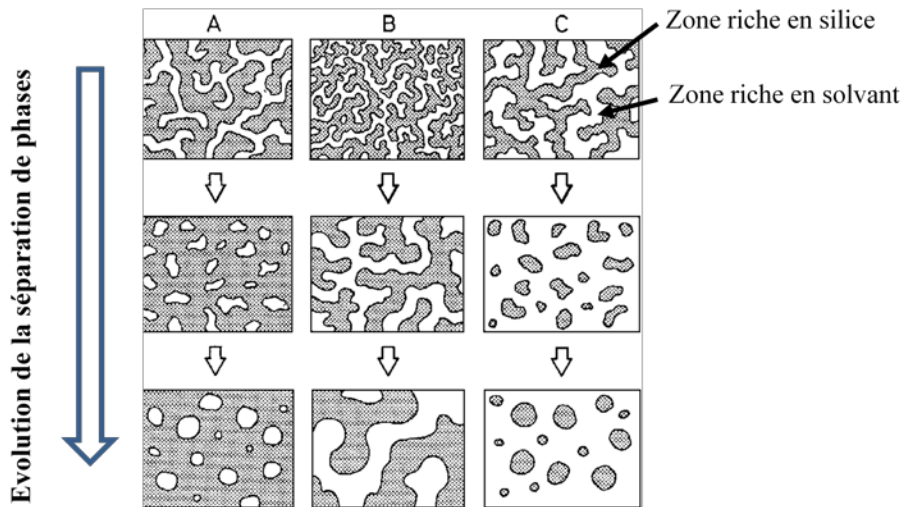 A B C
Zone riche en silice
Zone riche en solvant
Evolution de la séparation de phases